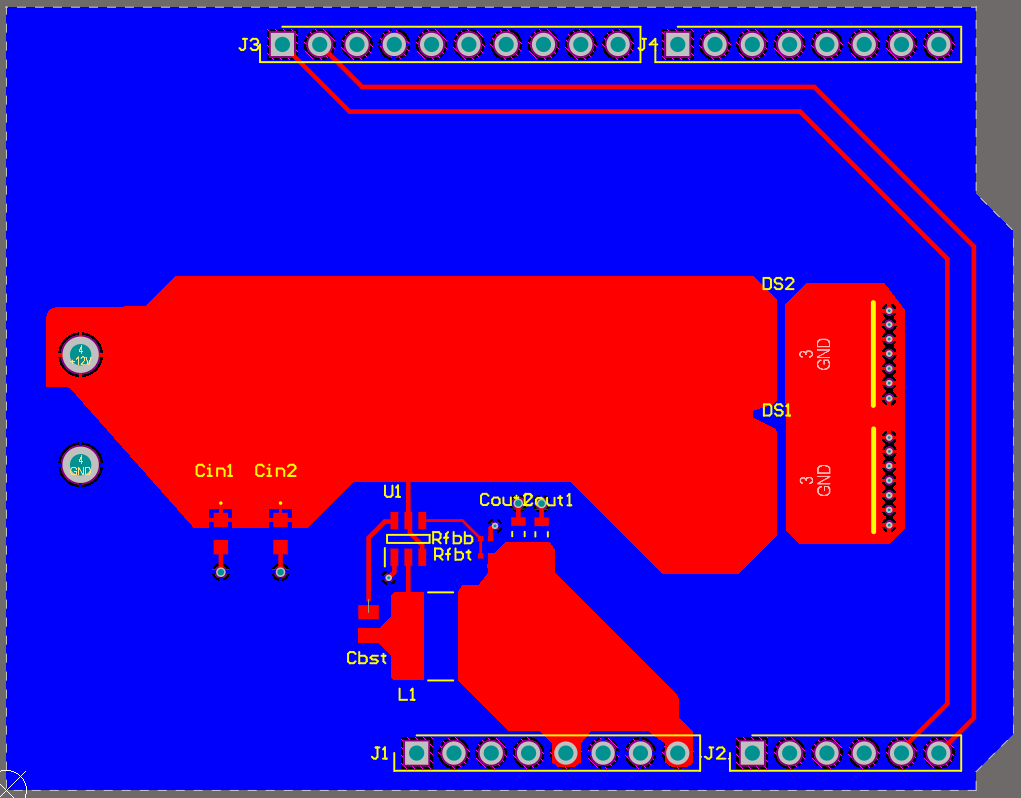 J3
J4
DS2
4
+12V
3
GND
DS1
4
GND
Cin1
Cin2
3
GND
U1
Cout2
Cout1
Rfbb
Rfbt
Cbst
L1
J1
J2